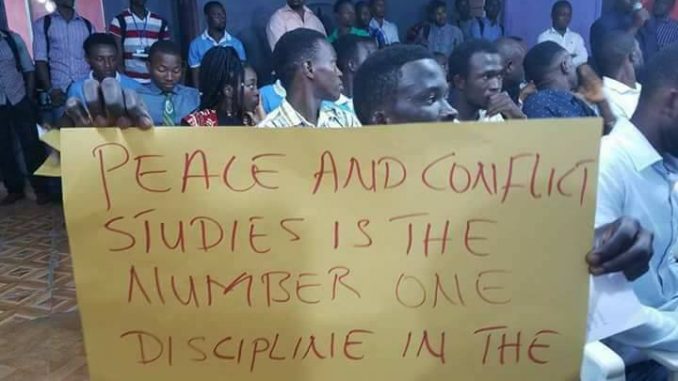 PEACE AND CONFLICT
STUDIES IS THE
NUMBER ONE
DISCIPLINE IN THE